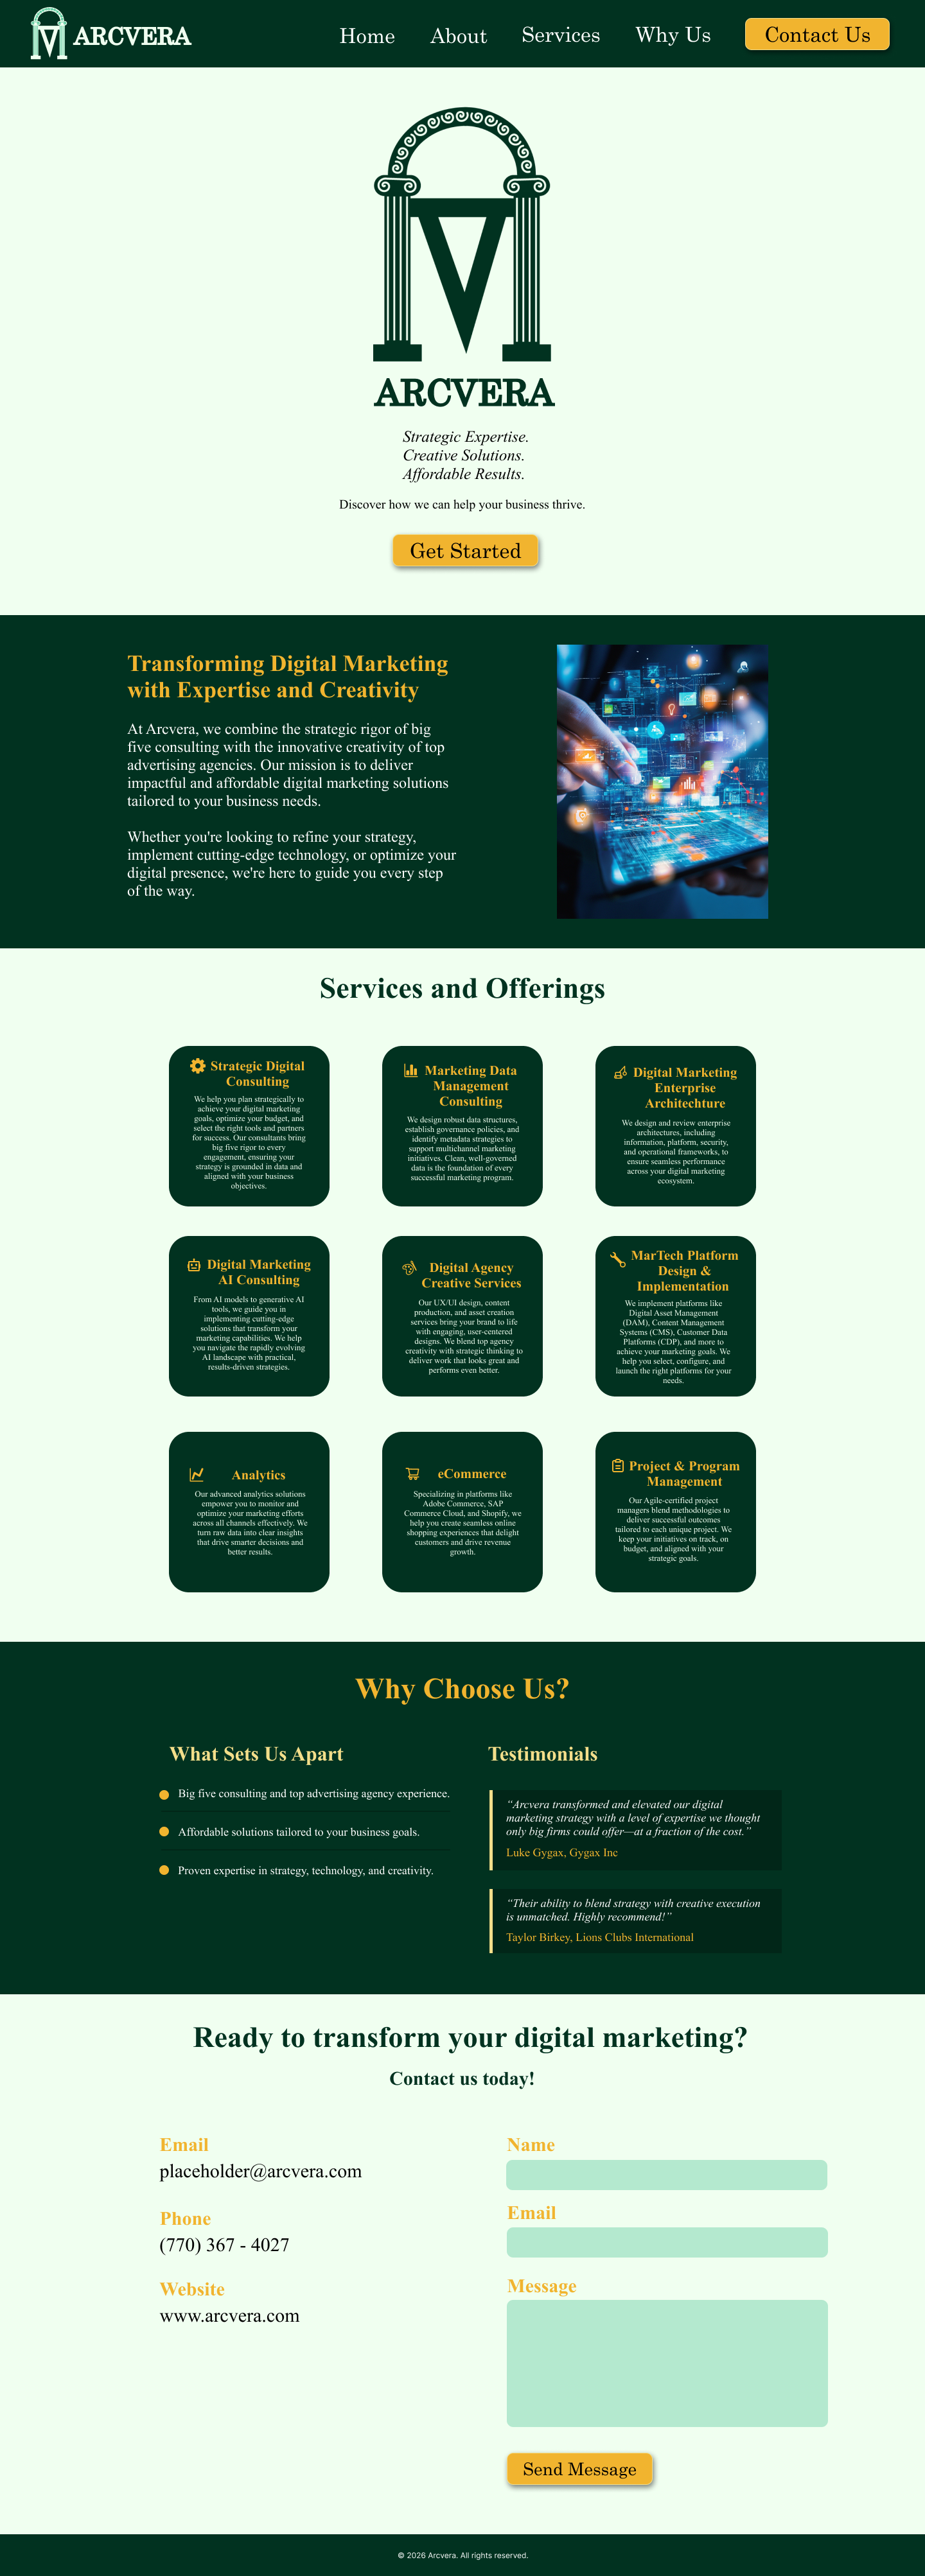 ARCVERA
Home
About
Services
Why Us
Contact Us
ARCVERA
Strategic Expertise.
Creative Solutions.
Affordable Results.
Discover how we can help your business thrive.
Get Started
Transforming Digital Marketing
with Expertise and Creativity
At Arcvera, we combine the strategic rigor of big
five consulting with the innovative creativity of top
advertising agencies. Our mission is to deliver
impactful and affordable digital marketing solutions
tailored to your business needs.
Whether you're looking to refine your strategy,
implement cutting-edge technology, or optimize your
digital presence, we're here to guide you every step
of the way.
Services and Offerings
Strategic Digital
Consulting
We help you plan strategically to
achieve your digital marketing
goals, optimize your budget, and
select the right tools and partners
for success. Our consultants bring
big five rigor to every
engagement, ensuring your
strategy is grounded in data and
aligned with your business
objectives.
Marketing Data
Management
Consulting
We design robust data structures,
establish governance policies, and
identify metadata strategies to
support multichannel marketing
initiatives. Clean, well-governed
data is the foundation of every
successful marketing program.
Digital Marketing
Enterprise
Architechture
We design and review enterprise
architectures, including
information, platform, security,
and operational frameworks, to
ensure seamless performance
across your digital marketing
ecosystem.
Digital Marketing
AI Consulting
From AI models to generative AI
tools, we guide you in
implementing cutting-edge
solutions that transform your
marketing capabilities. We help
you navigate the rapidly evolving
AI landscape with practical,
results-driven strategies.
Digital Agency
Creative Services
Our UX/UI design, content
production, and asset creation
services bring your brand to life
with engaging, user-centered
designs. We blend top agency
creativity with strategic thinking to
deliver work that looks great and
performs even better.
MarTech Platform
Design &
Implementation
We implement platforms like
Digital Asset Management
(DAM), Content Management
Systems (CMS), Customer Data
Platforms (CDP), and more to
achieve your marketing goals. We
help you select, configure, and
launch the right platforms for your
needs.
Analytics
Our advanced analytics solutions
empower you to monitor and
optimize your marketing efforts
across all channels effectively. We
turn raw data into clear insights
that drive smarter decisions and
better results.
eCommerce
Specializing in platforms like
Adobe Commerce, SAP
Commerce Cloud, and Shopify, we
help you create seamless online
shopping experiences that delight
customers and drive revenue
growth.
Project & Program
Management
Our Agile-certified project
managers blend methodologies to
deliver successful outcomes
tailored to each unique project. We
keep your initiatives on track, on
budget, and aligned with your
strategic goals.
Why Choose Us?
What Sets Us Apart
Big five consulting and top advertising agency experience.
Affordable solutions tailored to your business goals.
Proven expertise in strategy, technology, and creativity.
Testimonials
“Arcvera transformed and elevated our digital
marketing strategy with a level of expertise we thought
only big firms could offer—at a fraction of the cost.”
Luke Gygax, Gygax Inc
“Their ability to blend strategy with creative execution
is unmatched. Highly recommend!”
Taylor Birkey, Lions Clubs International
Ready to transform your digital marketing?
Contact us today!
Email
placeholder@arcvera.com
Phone
(770) 367 - 4027
Website
www.arcvera.com
Name
Email
Message
Send Message
© 2026 Arcvera. All rights reserved.